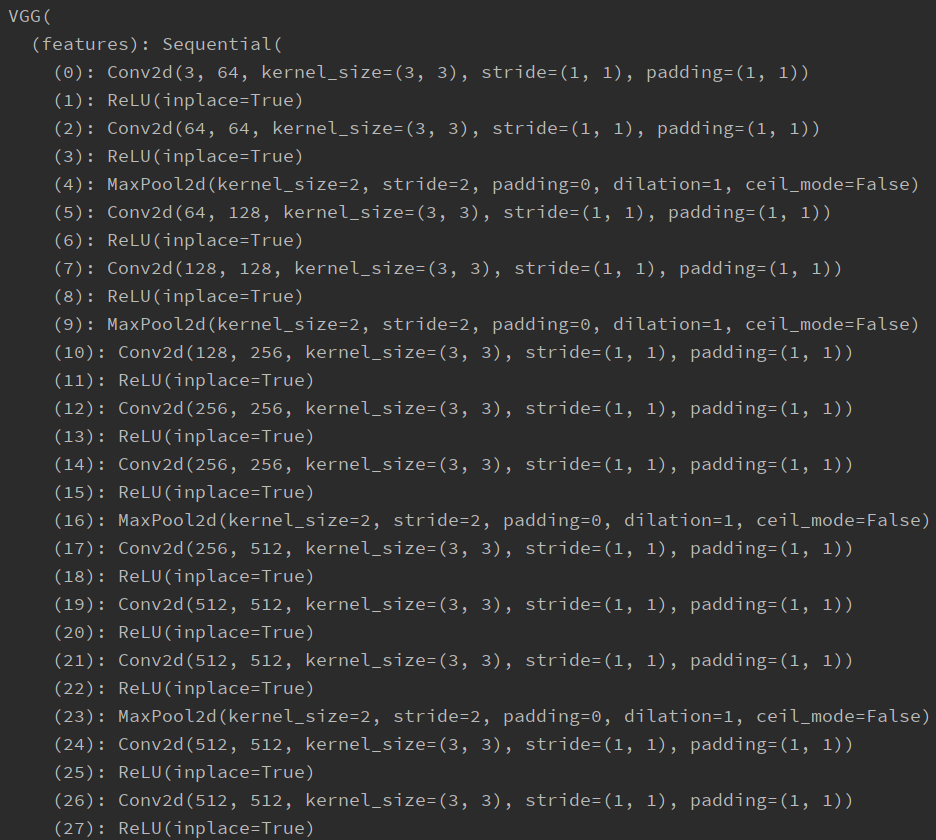 VGG(
  (features): Sequential(
    (0): Conv2d(3, 64, kernel_size=(3, 3), stride=(1, 1), padding=(1, 1))
    (1): ReLU(inplace=True)
    (2): Conv2d(64, 64, kernel_size=(3, 3), stride=(1, 1), padding=(1, 1))
    (3): ReLU(inplace=True)
    (4): MaxPool2d(kernel_size=2, stride=2, padding=0, dilation=1, ceil_mode=False)
    (5): Conv2d(64, 128, kernel_size=(3, 3), stride=(1, 1), padding=(1, 1))
    (6): ReLU(inplace=True)
    (7): Conv2d(128, 128, kernel_size=(3, 3), stride=(1, 1), padding=(1, 1))
    (8): ReLU(inplace=True)
    (9): MaxPool2d(kernel_size=2, stride=2, padding=0, dilation=1, ceil_mode=False)
    (10): Conv2d(128, 256, kernel_size=(3, 3), stride=(1, 1), padding=(1, 1))
    (11): ReLU(inplace=True)
    (12): Conv2d(256, 256, kernel_size=(3, 3), stride=(1, 1), padding=(1, 1))
    (13): ReLU(inplace=True)
    (14): Conv2d(256, 256, kernel_size=(3, 3), stride=(1, 1), padding=(1, 1))
    (15): ReLU(inplace=True)
    (16): MaxPool2d(kernel_size=2, stride=2, padding=0, dilation=1, ceil_mode=False)
    (17): Conv2d(256, 512, kernel_size=(3, 3), stride=(1, 1), padding=(1, 1))
    (18): ReLU(inplace=True)
    (19): Conv2d(512, 512, kernel_size=(3, 3), stride=(1, 1), padding=(1, 1))
    (20): ReLU(inplace=True)
    (21): Conv2d(512, 512, kernel_size=(3, 3), stride=(1, 1), padding=(1, 1))
    (22): ReLU(inplace=True)
    (23): MaxPool2d(kernel_size=2, stride=2, padding=0, dilation=1, ceil_mode=False)
    (24): Conv2d(512, 512, kernel_size=(3, 3), stride=(1, 1), padding=(1, 1))
    (25): ReLU(inplace=True)
    (26): Conv2d(512, 512, kernel_size=(3, 3), stride=(1, 1), padding=(1, 1))
    (27): ReLU(inplace=True)